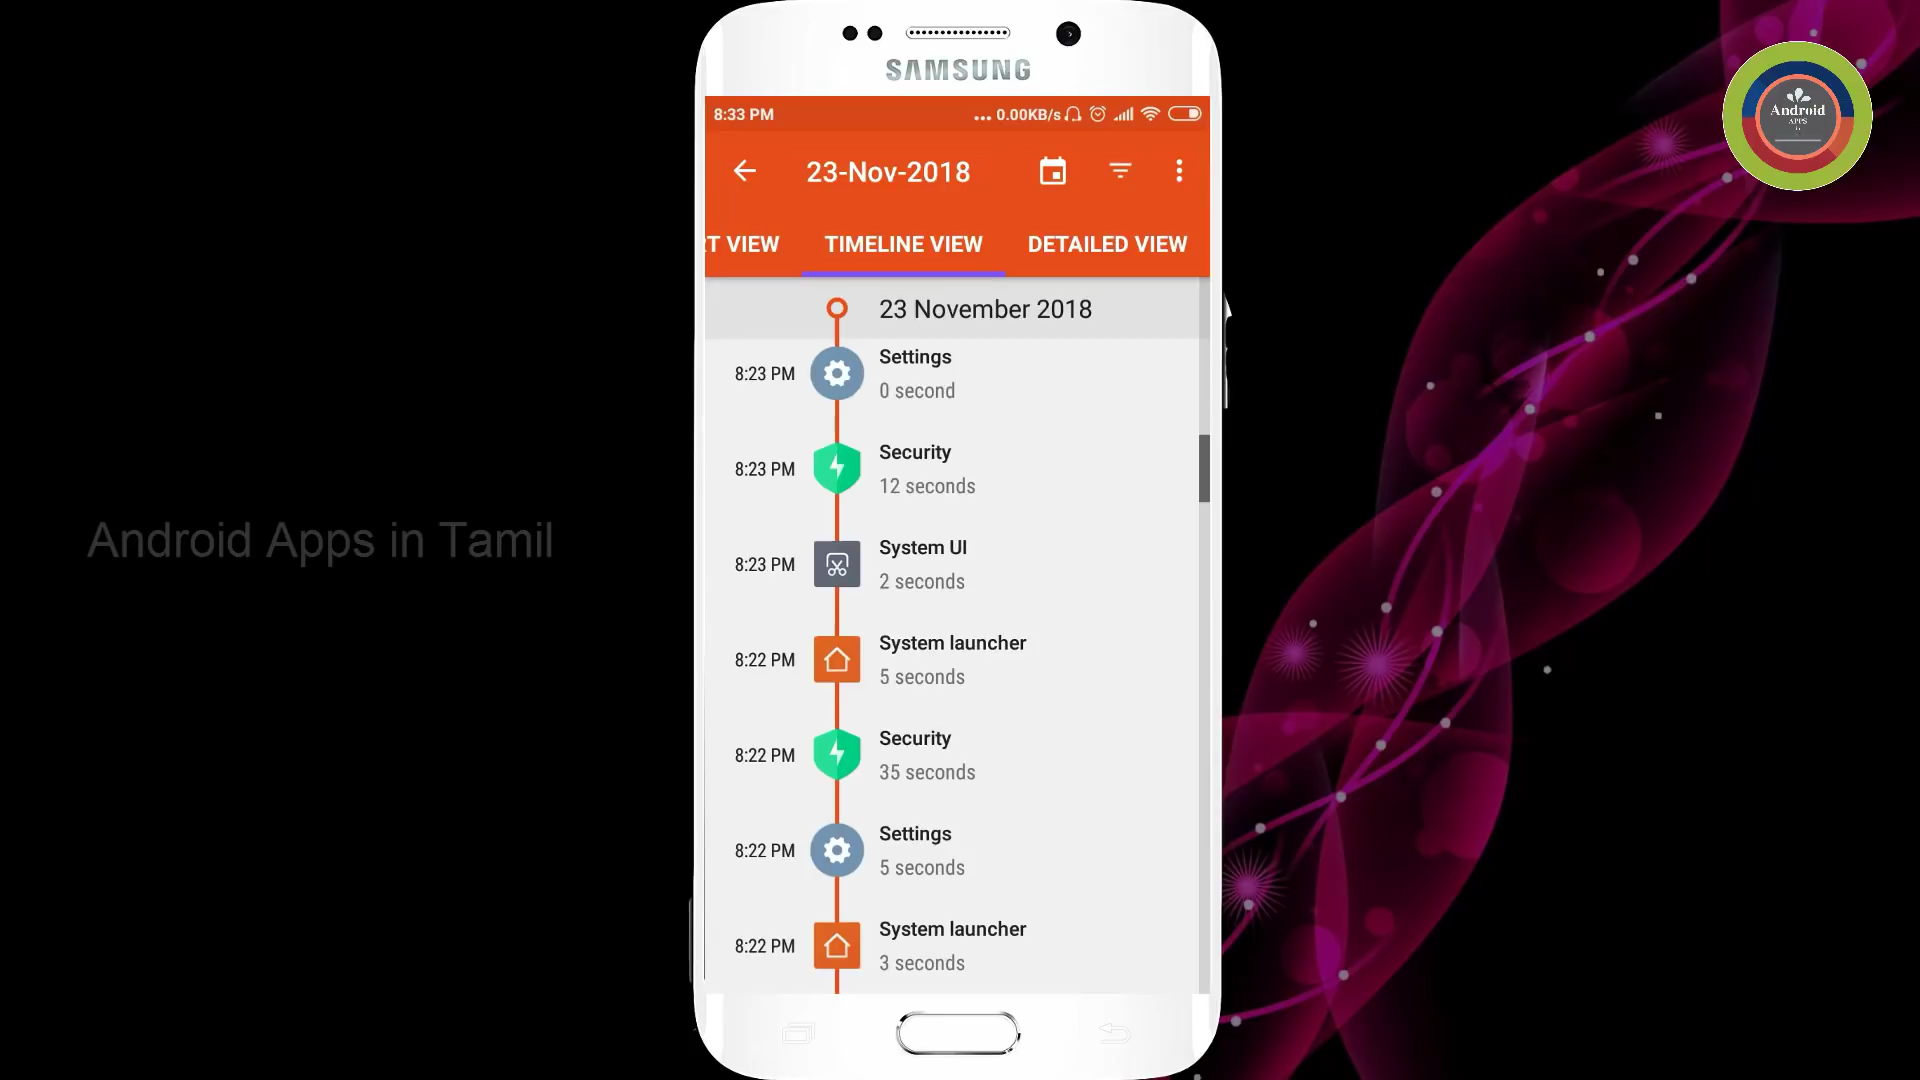 SAMSUNG
8:33 PM
... 0.00KB/s
23-Nov-2018
T VIEW
TIMELINE VIEW
DETAILED VIEW
23 November 2018
8:23 PM
Settings
0 second
8:23 PM
Security
12 seconds
8:23 PM
System UI
2 seconds
8:22 PM
System launcher
5 seconds
8:22 PM
Security
35 seconds
8:22 PM
Settings
5 seconds
8:22 PM
System launcher
3 seconds
Android Apps in Tamil
Android
APPS